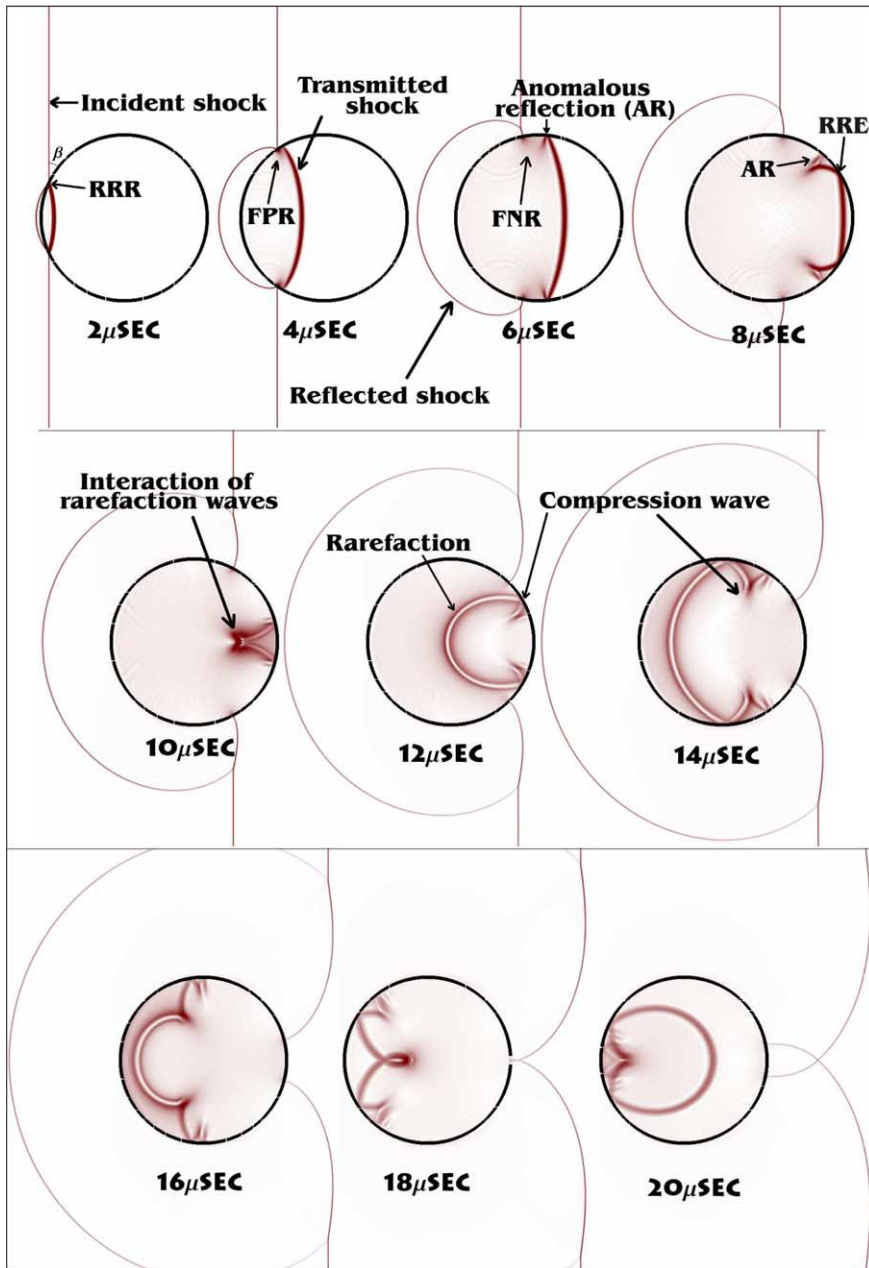 Incident shock
Transmitted
shock
Anomalous
reflection (AR)
RRE
β
RRR
FPR
FNR
AR
2μSEC
4μSEC
6μSEC
8μSEC
Reflected shock
Interaction of
rarefaction waves
Rarefaction
Compression wave
10μSEC
12μSEC
14μSEC
16μSEC
18μSEC
20μSEC